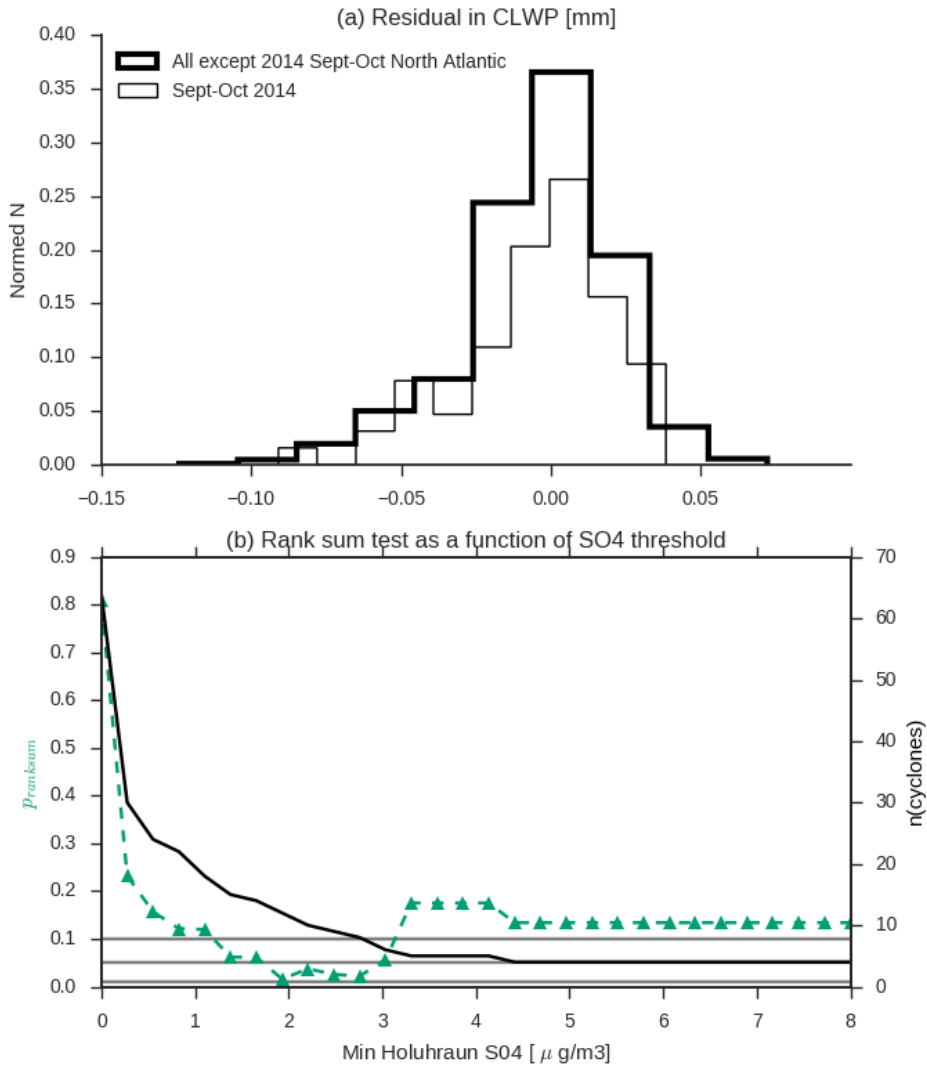 (a) Residual in CLWP [mm]
0.40
0.35
0.30
0.25
0.20
0.15
0.10
0.05
0.00
Normed N
All except 2014 Sept-Oct North Atlantic
Sept-Oct 2014
−0.15 −0.10 −0.05 0.00 0.05
(b) Rank sum test as a function of SO4 threshold
0.9
0.8
0.7
0.6
0.5
0.4
0.3
0.2
0.1
0.0
p_ranksum
70
60
50
40
30
20
10
0
n(cyclones)
0 1 2 3 4 5 6 7 8
Min Holuhraun S04 [ μ g/m3]